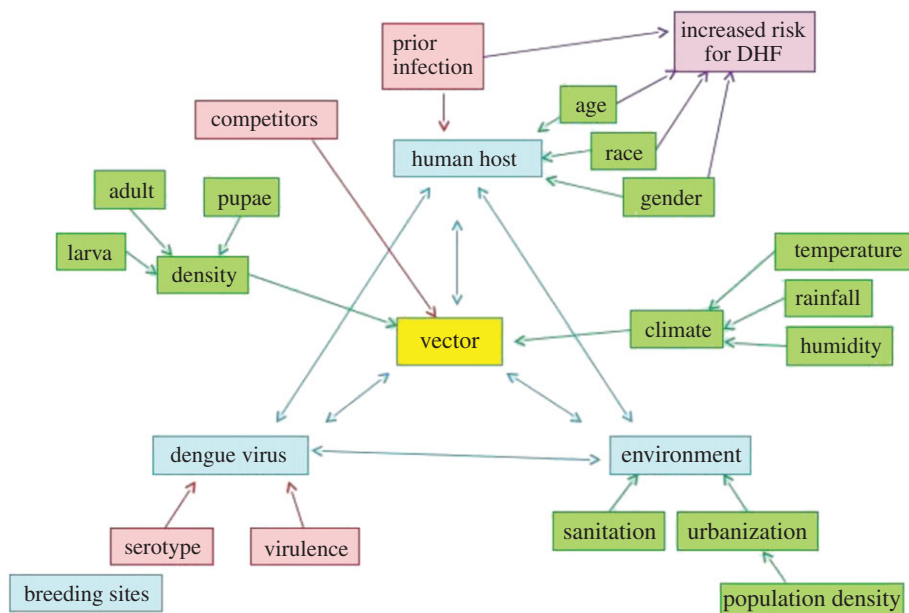 prior
infection
increased risk
for DHF
age
competitors
race
human host
gender
adult
pupae
larva
density
temperature
rainfall
climate
vector
humidity
dengue virus
environment
sanitation
urbanization
serotype
virulence
breeding sites
population density